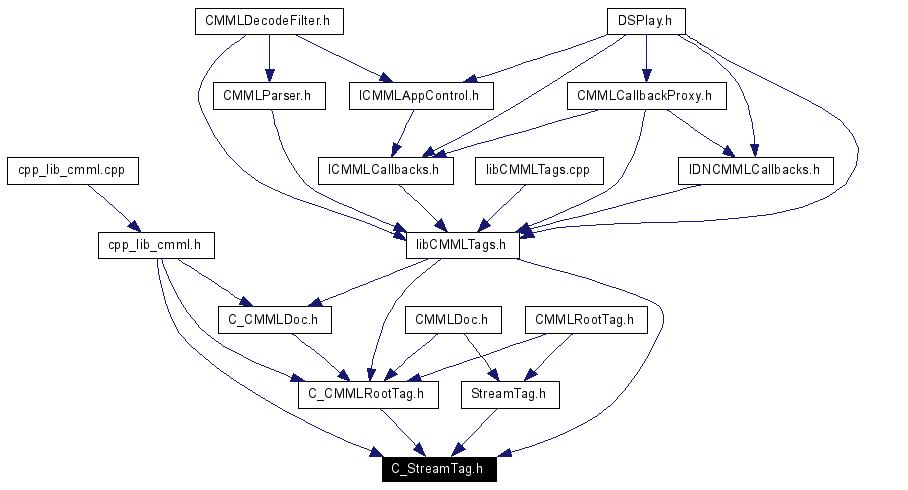 CMMLDecodeFilter.h
DSPlay.h
CMMLParser.h
ICMMLAppControl.h
CMMLCallbackProxy.h
cpp_lib_cmml.cpp
ICMMLCallbacks.h
libCMMLTags.cpp
IDNCMMLCallbacks.h
cpp_lib_cmml.h
libCMMLTags.h
C_CMMLDoc.h
CMMLDoc.h
CMMLRootTag.h
C_CMMLRootTag.h
StreamTag.h
C_StreamTag.h